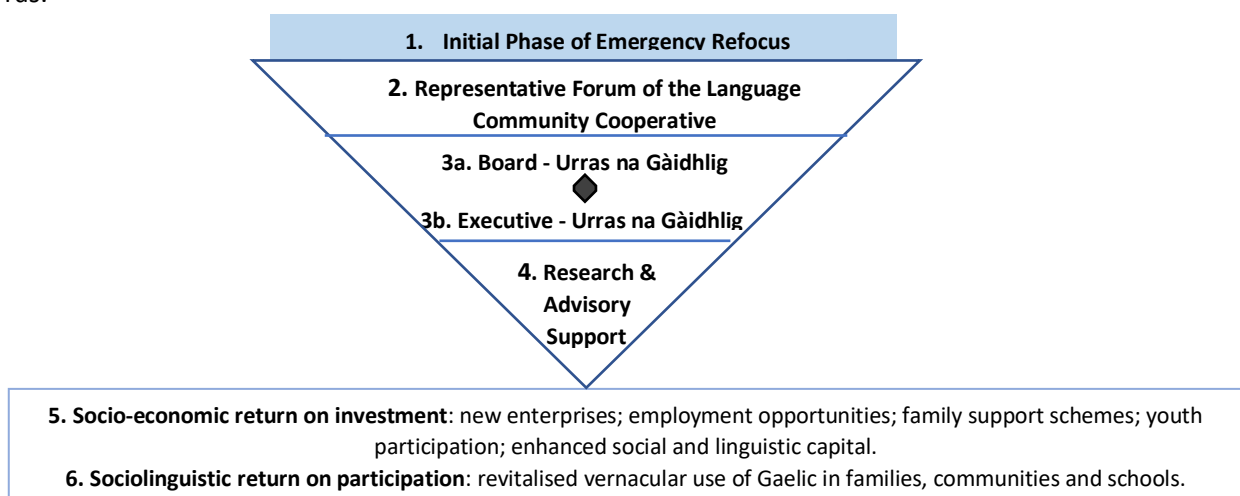 1. Initial Phase of Emergency Refocus
2. Representative Forum of the Language
Community Cooperative
3a. Board - Urras na Gàidhlig
3b. Executive - Urras na Gàidhlig
4. Research &
Advisory
Support
5. Socio-economic return on investment: new enterprises; employment opportunities; family support schemes; youth
participation; enhanced social and linguistic capital.
6. Sociolinguistic return on participation: revitalised vernacular use of Gaelic in families, communities and schools.